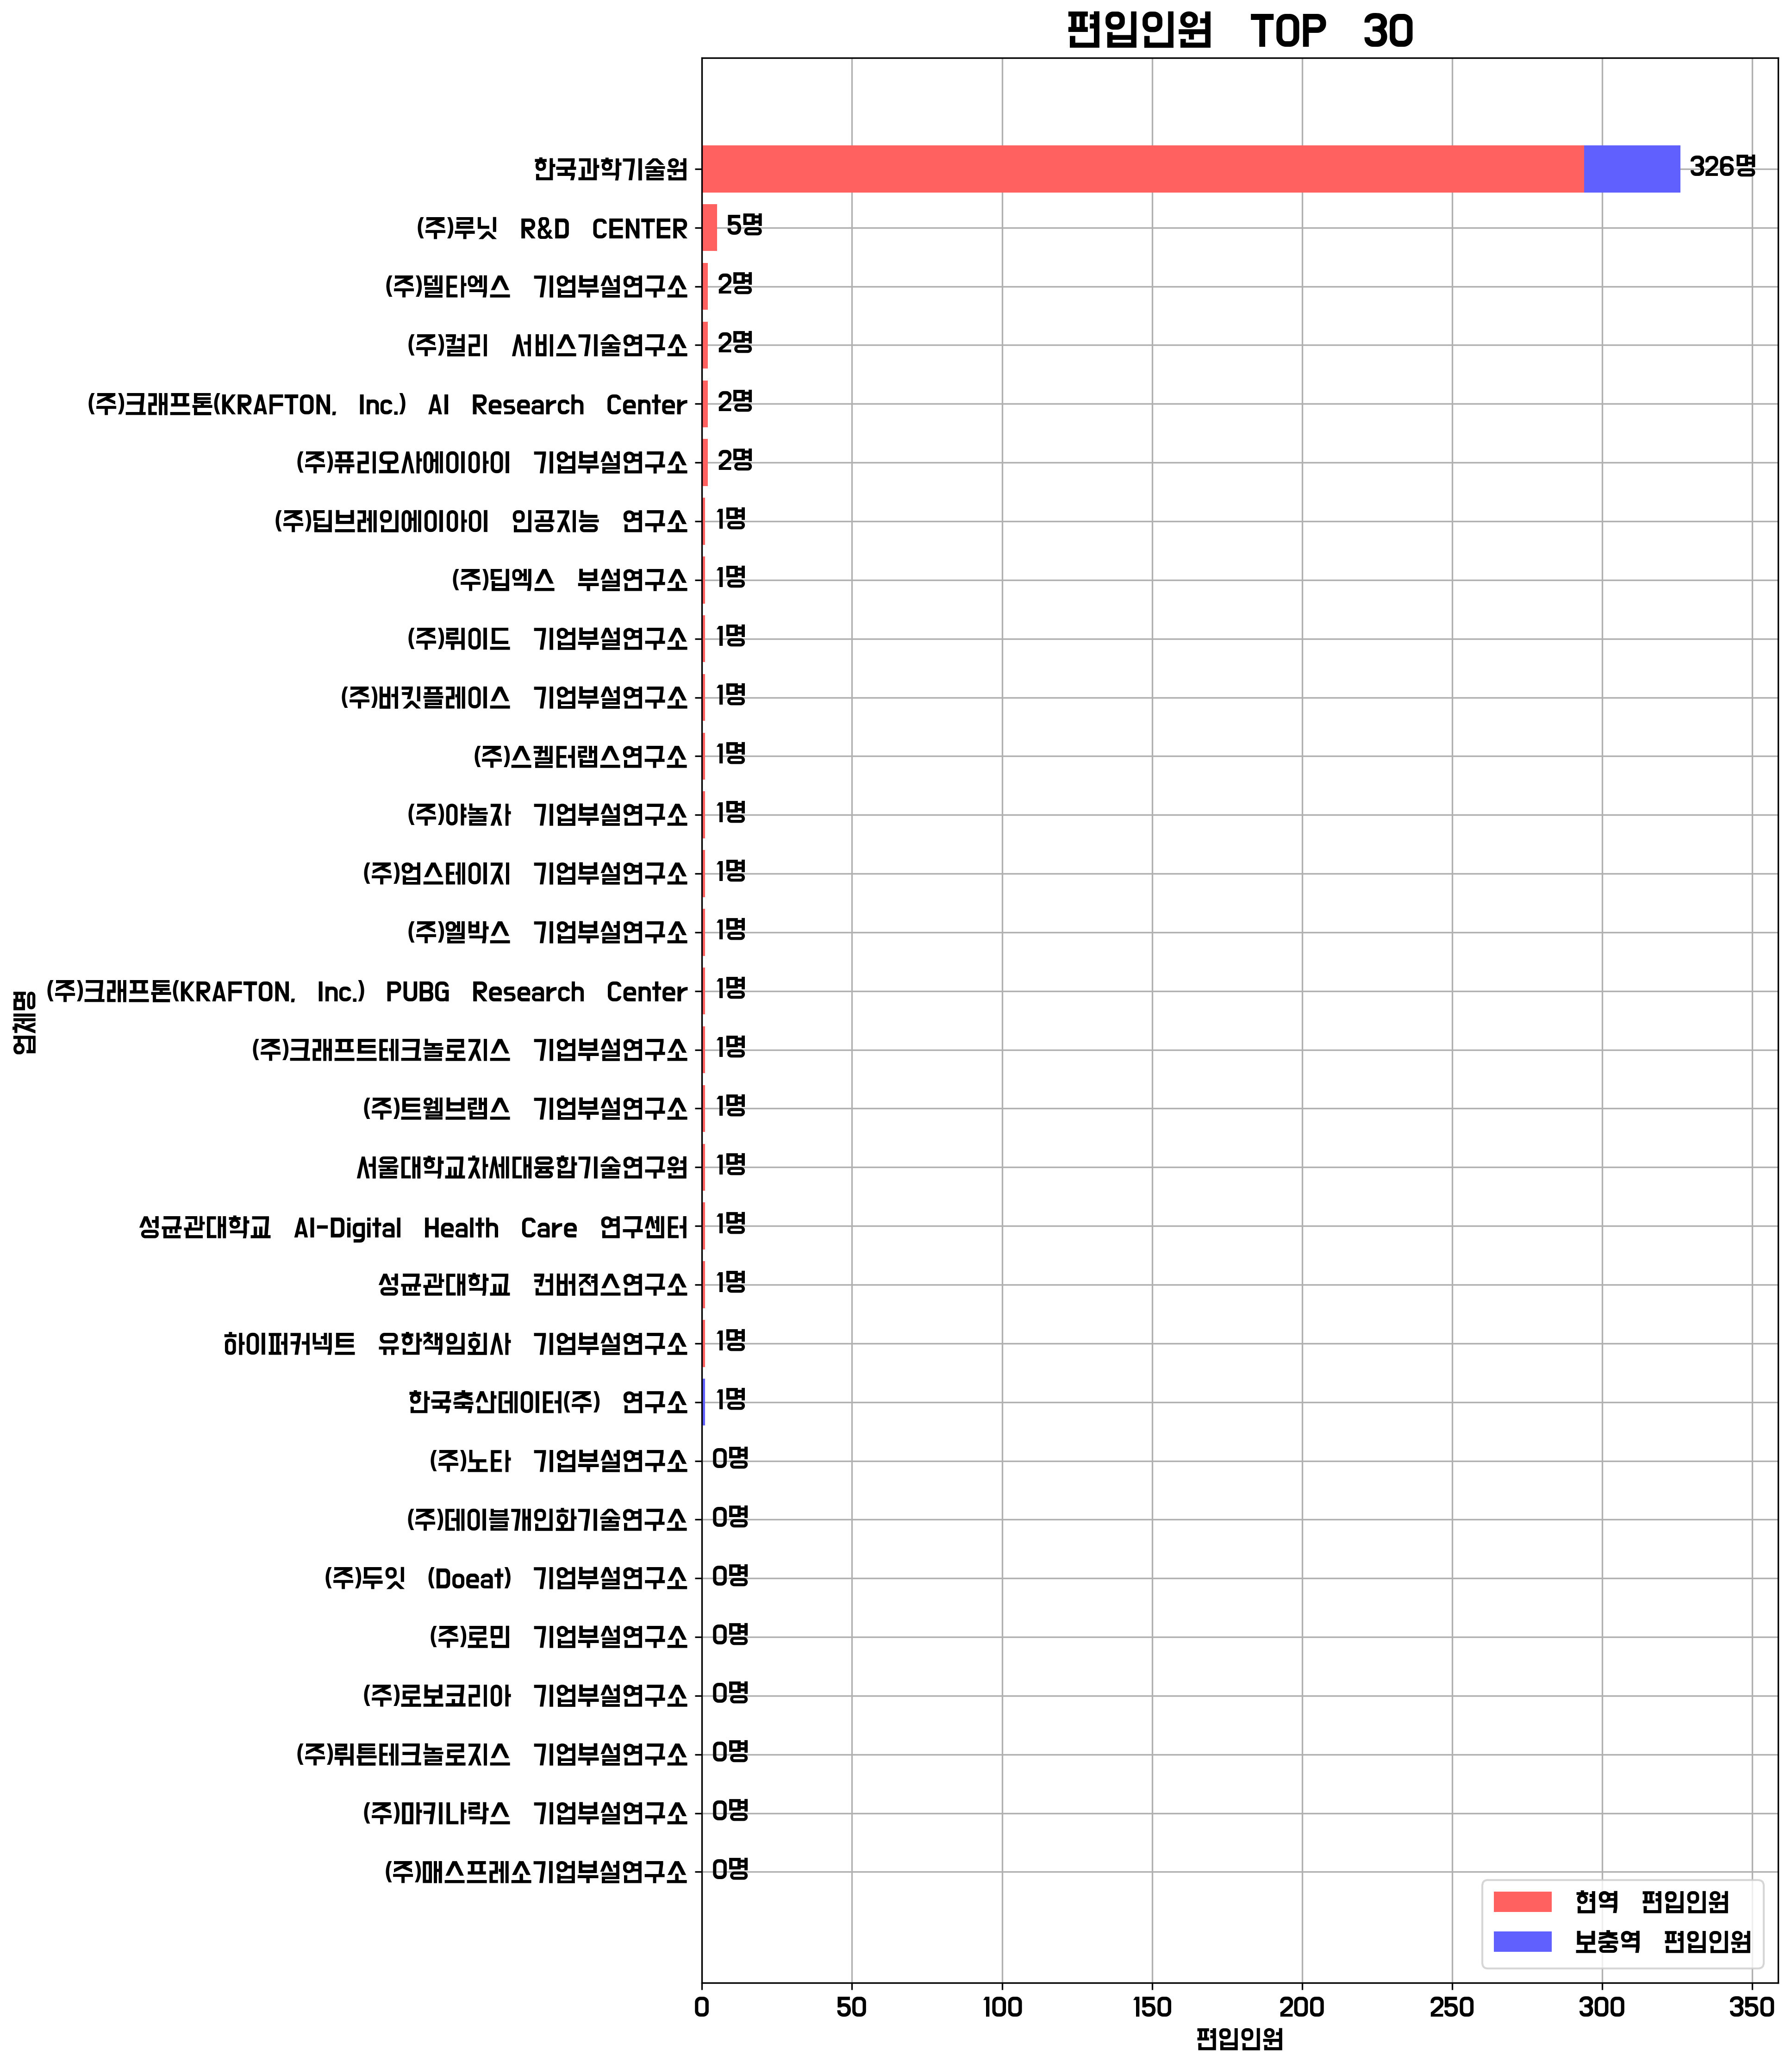 편입인원 TOP 30
한국과학기술원 326명
(주)루닛 R&D CENTER 5명
(주)델타엑스 기업부설연구소 2명
(주)컬리 서비스기술연구소 2명
(주)크래프톤(KRAFTON, Inc.) AI Research Center 2명
(주)퓨리오사에이아이 기업부설연구소 2명
(주)딥브레인에이아이 인공지능 연구소 1명
(주)딥엑스 부설연구소 1명
(주)뤼이드 기업부설연구소 1명
(주)버킷플레이스 기업부설연구소 1명
(주)스켈터랩스연구소 1명
(주)야놀자 기업부설연구소 1명
(주)업스테이지 기업부설연구소 1명
(주)엘박스 기업부설연구소 1명
(주)크래프톤(KRAFTON, Inc.) PUBG Research Center 1명
(주)크래프트테크놀로지스 기업부설연구소 1명
(주)트웰브랩스 기업부설연구소 1명
서울대학교차세대융합기술연구원 1명
성균관대학교 AI-Digital Health Care 연구센터 1명
성균관대학교 컨버젼스연구소 1명
하이퍼커넥트 유한책임회사 기업부설연구소 1명
한국축산데이터(주) 연구소 1명
(주)노타 기업부설연구소 0명
(주)데이블개인화기술연구소 0명
(주)두잇 (Doeat) 기업부설연구소 0명
(주)로민 기업부설연구소 0명
(주)로보코리아 기업부설연구소 0명
(주)뤼튼테크놀로지스 기업부설연구소 0명
(주)마키나락스 기업부설연구소 0명
(주)매스프레소기업부설연구소 0명
업체명
현역 편입인원
보충역 편입인원
0 50 100 150 200 250 300 350
편입인원